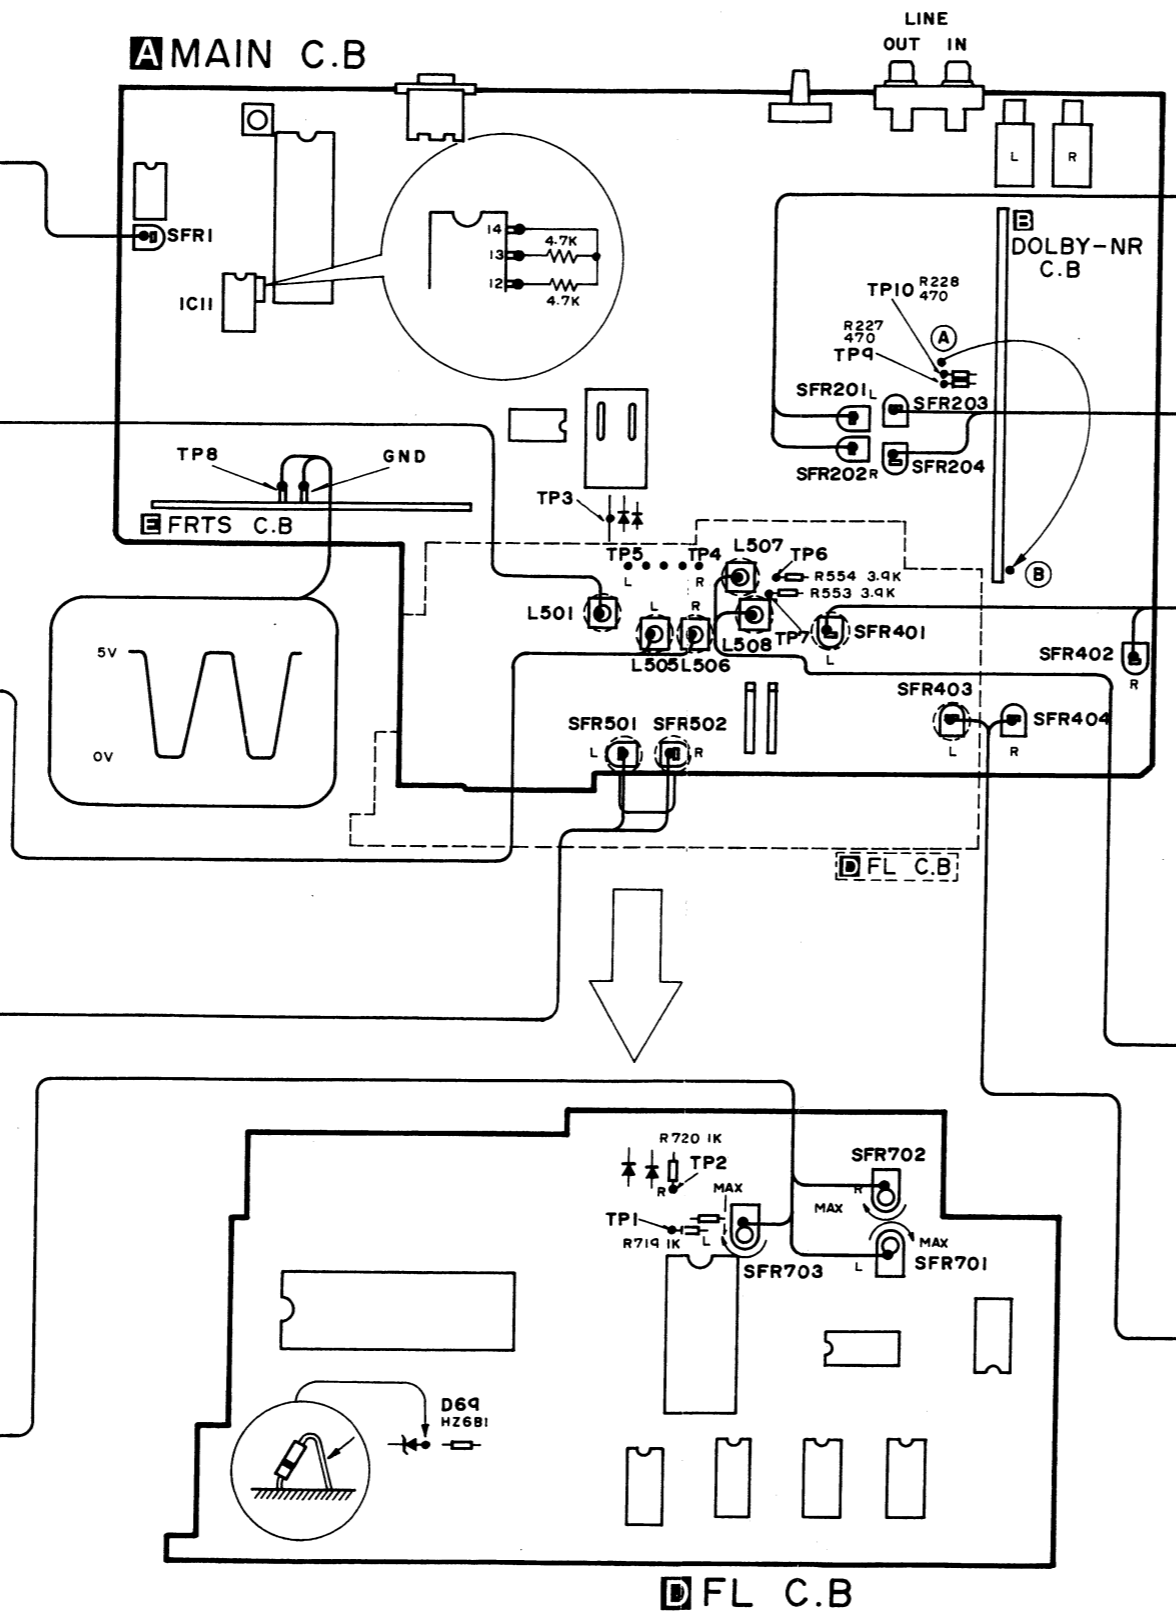 LINE
OUT IN
A MAIN C.B
L R
SFR1
14
4.7K
13
12
4.7K
IC11
B
DOLBY-NR
C.B
TP10 R228
470
R227
470
TP9
A
SFR201 L
SFR203
SFR202 R
SFR204
TP8
GND
E FRTS C.B
TP3
TP5
L
TP4
R
L507
TP6
R554 3.9K
R553 3.9K
B
L501
L
R
L508
TP7
SFR401
L
L505
L506
SFR402
R
5V
0V
SFR403
L
SFR404
R
SFR501
L
SFR502
R
D FL C.B
R720 1K
TP2
R
MAX
TP1
R719 1K
L
SFR703
SFR702
R
MAX
MAX
L
SFR701
D69
HZ6B1
D FL C.B